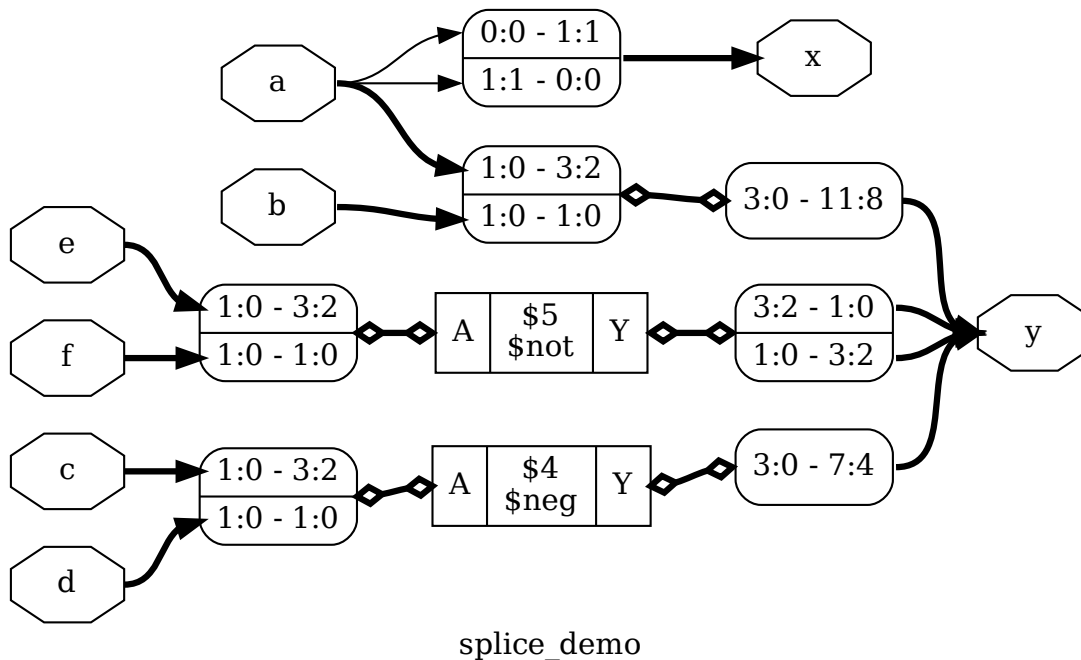 a
0:0 - 1:1
1:1 - 0:0
x
b
1:0 - 3:2
1:0 - 1:0
3:0 - 11:8
e
f
1:0 - 3:2
1:0 - 1:0
A
$5
$not
Y
3:2 - 1:0
1:0 - 3:2
y
c
d
1:0 - 3:2
1:0 - 1:0
A
$4
$neg
Y
3:0 - 7:4
splice_demo